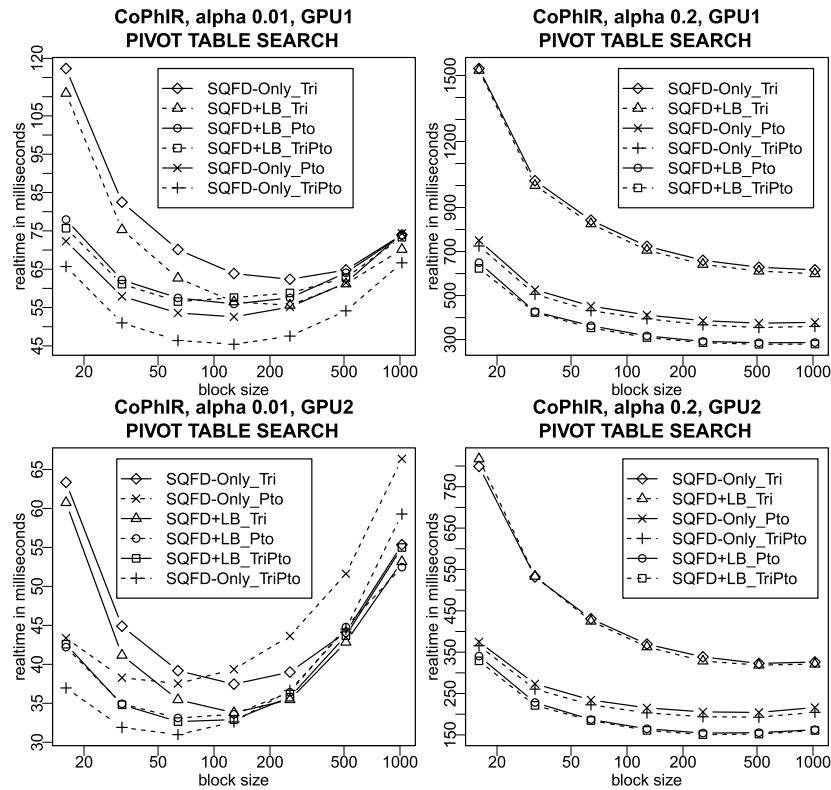 CoPhIR, alpha 0.01, GPU1
PIVOT TABLE SEARCH
realtime in milliseconds
120
105
95
85
75
65
55
45
SQFD-Only_Tri
SQFD+LB_Tri
SQFD+LB_Pto
SQFD+LB_TriPto
SQFD-Only_Pto
SQFD-Only_TriPto
20 50 100 200 500 1000
block size
CoPhIR, alpha 0.2, GPU1
PIVOT TABLE SEARCH
realtime in milliseconds
1500
1200
900
700
500
300
SQFD-Only_Tri
SQFD+LB_Tri
SQFD-Only_Pto
SQFD-Only_TriPto
SQFD+LB_Pto
SQFD+LB_TriPto
20 50 100 200 500 1000
block size
CoPhIR, alpha 0.01, GPU2
PIVOT TABLE SEARCH
realtime in milliseconds
65
60
55
50
45
40
35
30
SQFD-Only_Tri
SQFD-Only_Pto
SQFD+LB_Tri
SQFD+LB_Pto
SQFD+LB_TriPto
SQFD-Only_TriPto
20 50 100 200 500 1000
block size
CoPhIR, alpha 0.2, GPU2
PIVOT TABLE SEARCH
realtime in milliseconds
750
650
550
450
350
250
150
SQFD-Only_Tri
SQFD+LB_Tri
SQFD-Only_Pto
SQFD-Only_TriPto
SQFD+LB_Pto
SQFD+LB_TriPto
20 50 100 200 500 1000
block size